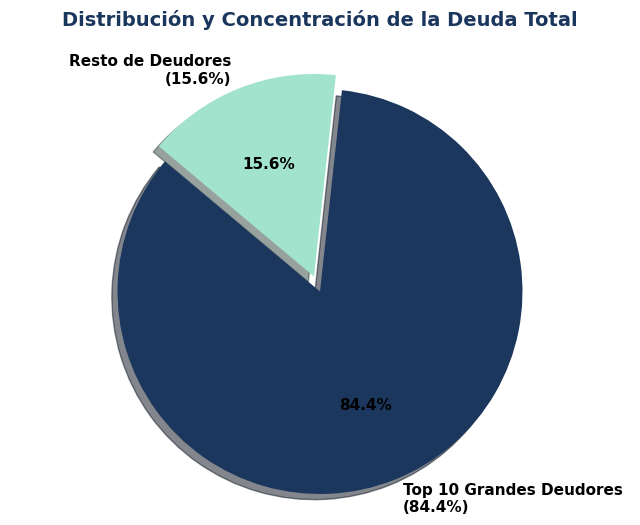 Distribución y Concentración de la Deuda Total
Resto de Deudores
(15.6%)
15.6%
84.4%
Top 10 Grandes Deudores
(84.4%)